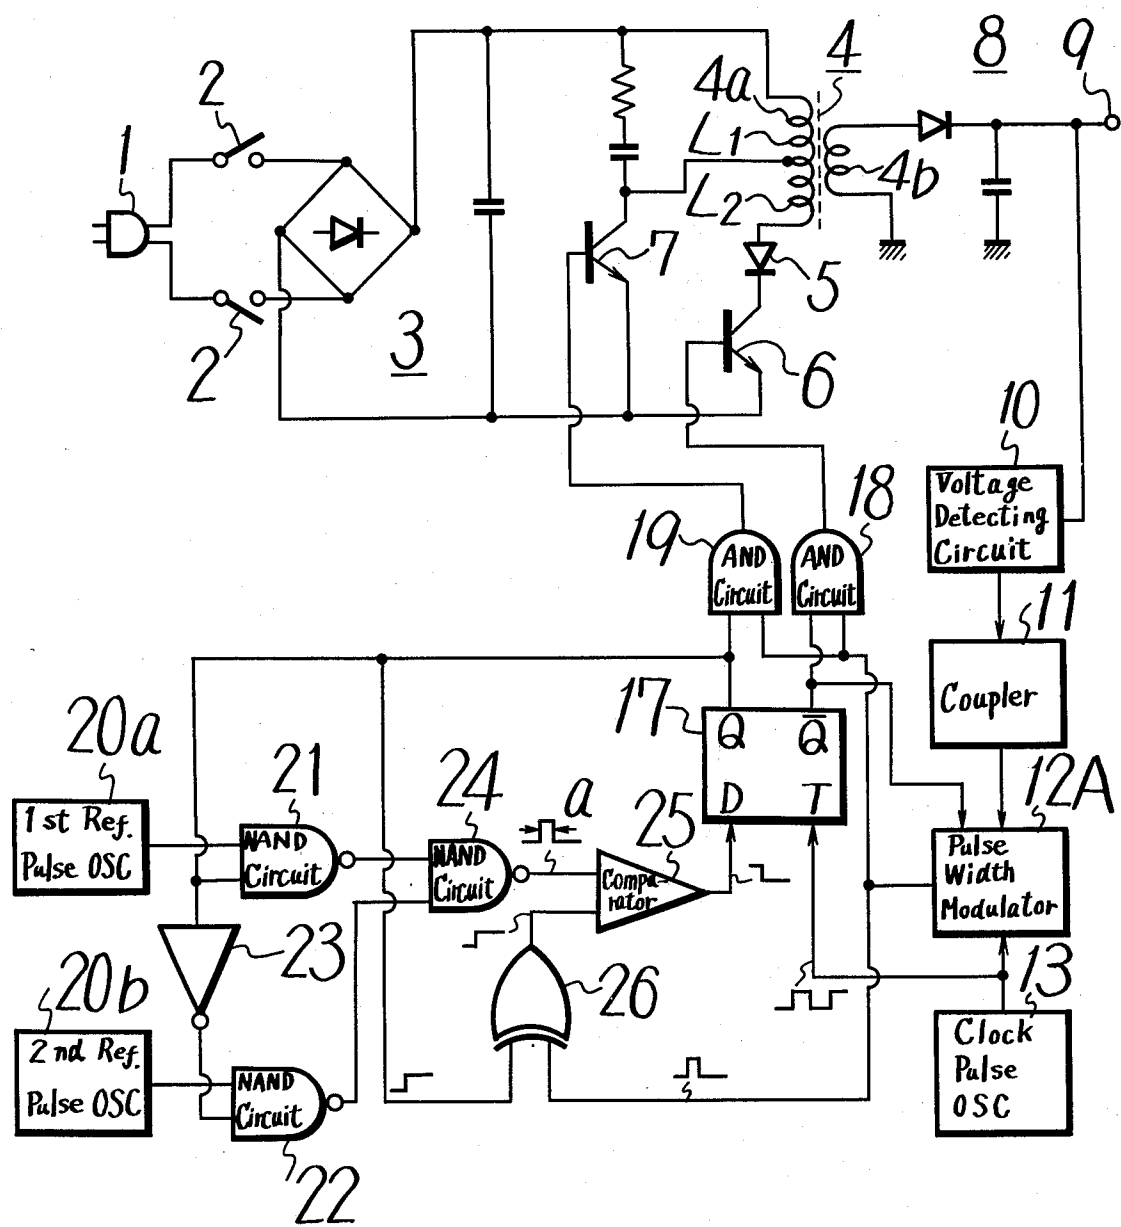 1
2
2
3
4
4a
L1
L2
4b
5
6
7
8
9
10
Voltage
Detecting
Circuit
11
Coupler
12A
Pulse
Width
Modulator
13
Clock
Pulse
OSC
19
AND
Circuit
18
AND
Circuit
17
Q
Q̅
D
T
20a
1st Ref.
Pulse OSC
21
NAND
Circuit
24
NAND
Circuit
a
25
Compa-
rator
23
26
20b
2nd Ref.
Pulse OSC
NAND
Circuit
22